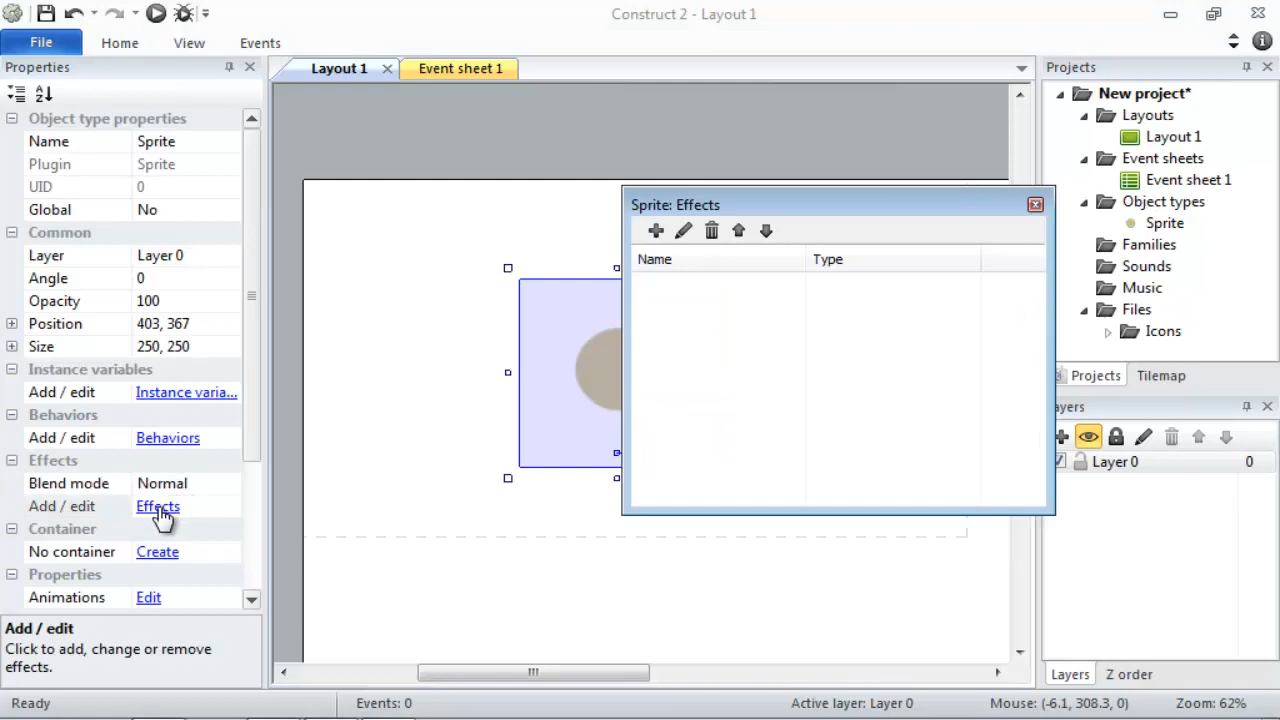 Construct 2 - Layout 1
File Home View Events
Properties
Layout 1 Event sheet 1
Projects
Object type properties
Name Sprite
Plugin Sprite
UID 0
Global No
Common
Layer Layer 0
Angle 0
Opacity 100
Position 403, 367
Size 250, 250
Instance variables
Add / edit Instance varia...
Behaviors
Add / edit Behaviors
Effects
Blend mode Normal
Add / edit Effects
Container
No container Create
Properties
Animations Edit
Add / edit
Click to add, change or remove
effects.
Sprite: Effects
Name Type
New project*
Layouts
Layout 1
Event sheets
Event sheet 1
Object types
Sprite
Families
Sounds
Music
Files
Icons
Projects Tilemap
ayers
Layer 0 0
Layers Z order
Ready Events: 0 Active layer: Layer 0 Mouse: (-6.1, 308.3, 0) Zoom: 62%